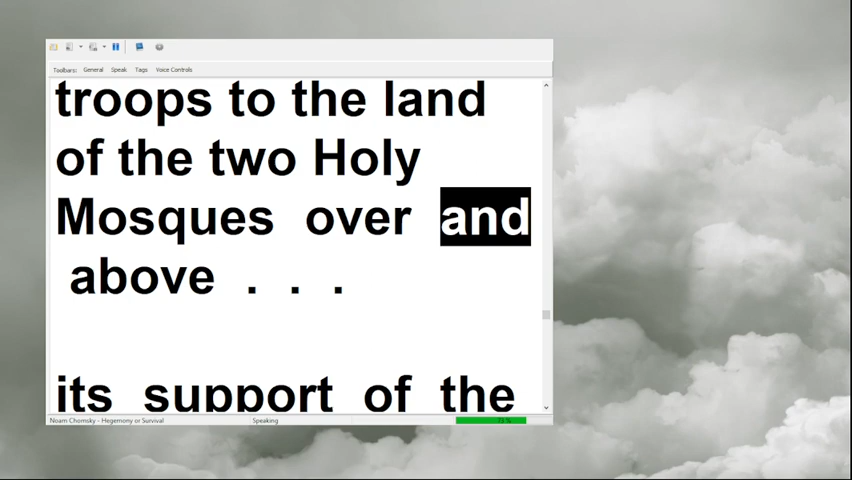 Toolbars: General Speak Tags Voice Controls
troops to the land
of the two Holy
Mosques over and
above . . .
its support of the
Noam Chomsky - Hegemony or Survival Speaking